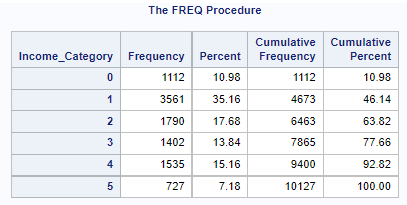 The FREQ Procedure
Income_Category Frequency Percent Cumulative Frequency Cumulative Percent
0 1112 10.98 1112 10.98
1 3561 35.16 4673 46.14
2 1790 17.68 6463 63.82
3 1402 13.84 7865 77.66
4 1535 15.16 9400 92.82
5 727 7.18 10127 100.00